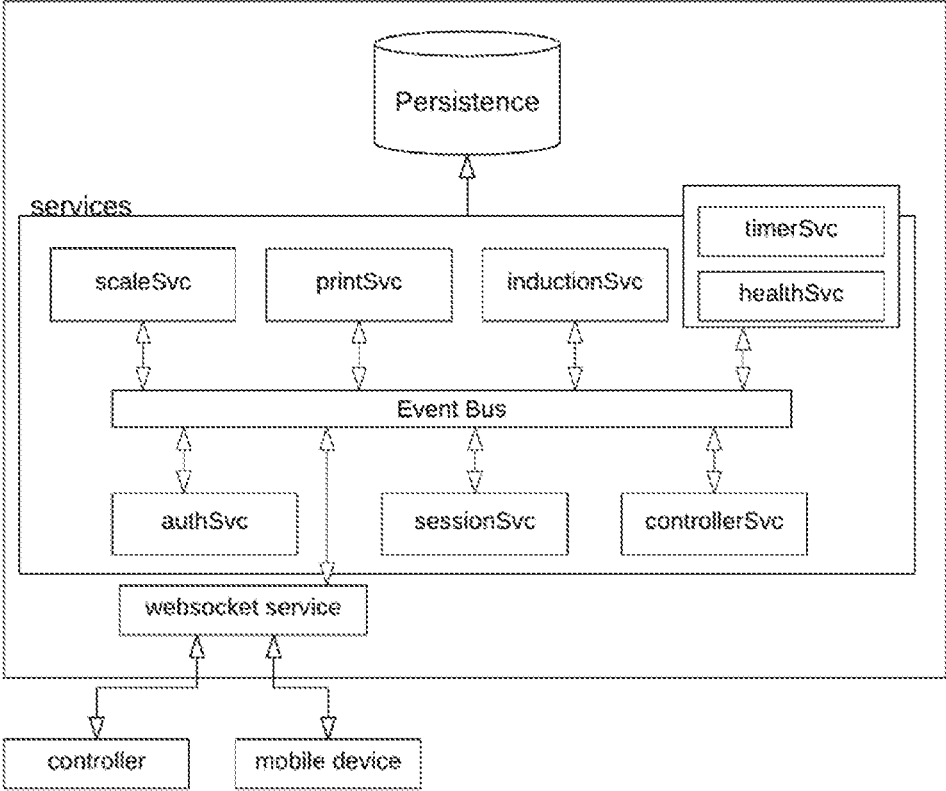 Persistence
services
timerSvc
scaleSvc
printSvc
inductionSvc
healthSvc
Event Bus
authSvc
sessionSvc
controllerSvc
websocket service
controller
mobile device